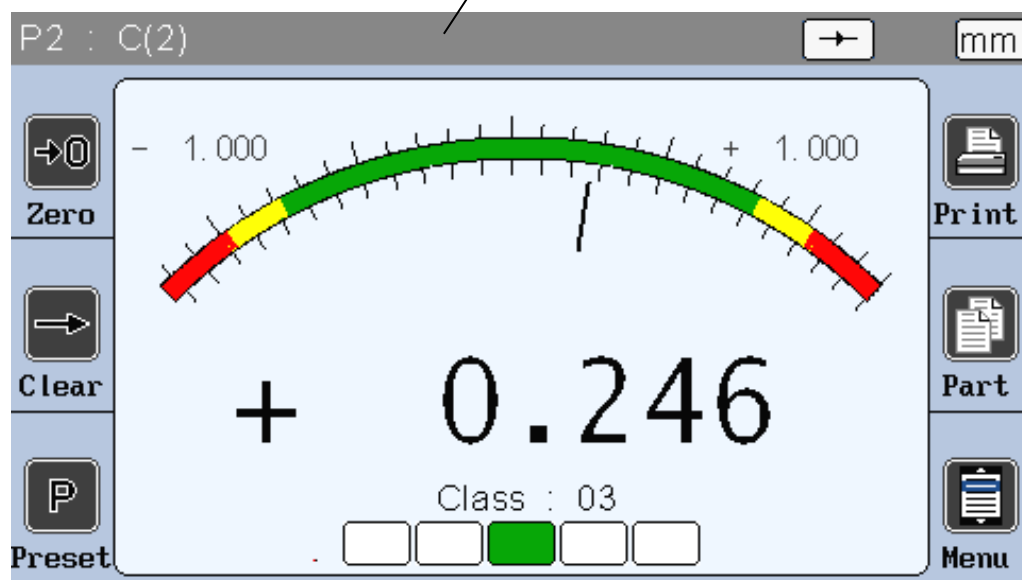 P2 : C(2)
mm
- 1.000
+ 1.000
Zero
Print
Clear
Part
+ 0.246
Class : 03
P
Preset
Menu